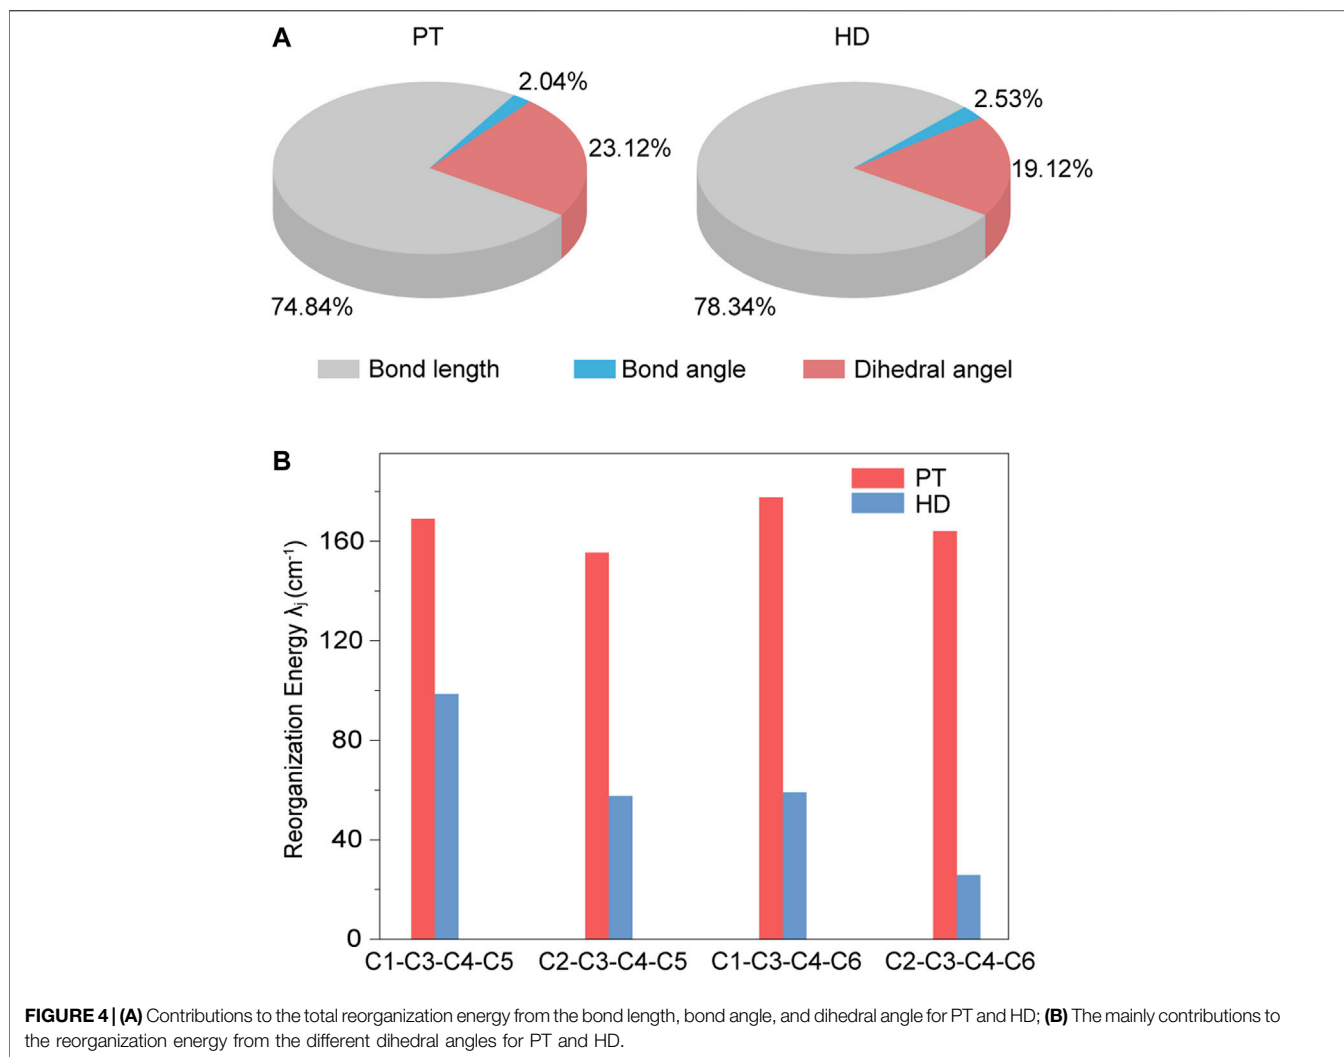 A
PT
HD
2.04%
2.53%
23.12%
19.12%
74.84%
78.34%
Bond length
Bond angle
Dihedral angel
B
PT
HD
Reorganization Energy λj (cm-1)
160
120
80
40
0
C1-C3-C4-C5
C2-C3-C4-C5
C1-C3-C4-C6
C2-C3-C4-C6
FIGURE 4 | (A) Contributions to the total reorganization energy from the bond length, bond angle, and dihedral angle for PT and HD; (B) The mainly contributions to
the reorganization energy from the different dihedral angles for PT and HD.